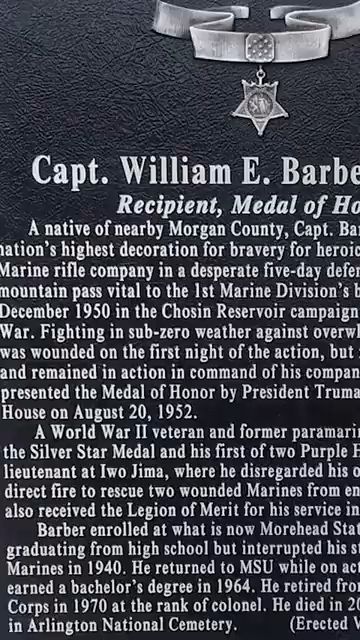 Capt. William E. Barbe
Recipient, Medal of Ho
A native of nearby Morgan County, Capt. Bar
nation's highest decoration for bravery for heroic
Marine rifle company in a desperate five-day defen
mountain pass vital to the 1st Marine Division's b
December 1950 in the Chosin Reservoir campaign
War. Fighting in sub-zero weather against overwh
was wounded on the first night of the action, but
and remained in action in command of his compan
presented the Medal of Honor by President Truma
House on August 20, 1952.
A World War II veteran and former paramarin
the Silver Star Medal and his first of two Purple H
lieutenant at Iwo Jima, where he disregarded his o
direct fire to rescue two wounded Marines from en
also received the Legion of Merit for his service in
Barber enrolled at what is now Morehead Stat
graduating from high school but interrupted his s
Marines in 1940. He returned to MSU while on act
earned a bachelor's degree in 1964. He retired from
Corps in 1970 at the rank of colonel. He died in 20
in Arlington National Cemetery. (Erected V